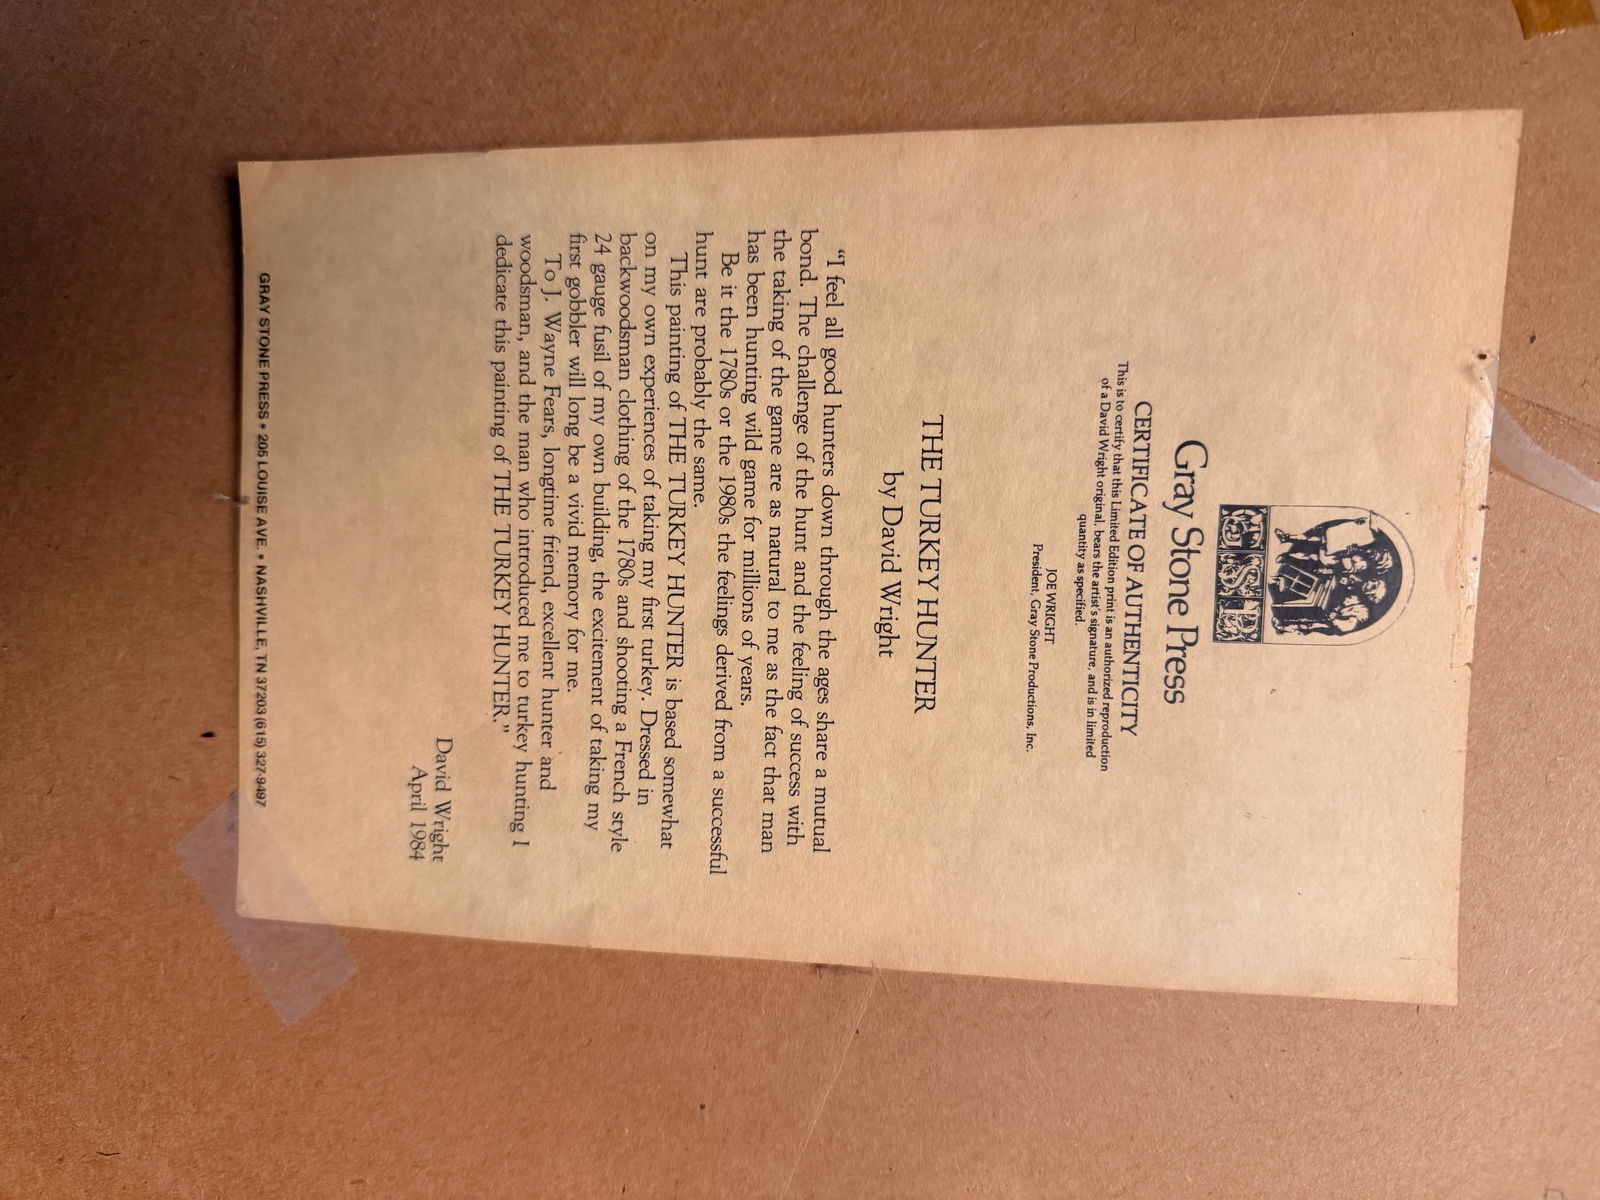 GSP
Gray Stone Press
CERTIFICATE OF AUTHENTICITY
This is to certify that this Limited Edition print is an authorized reproduction
of a David Wright original, bears the artist's signature, and is in limited
quantity as specified.
JOE WRIGHT
President, Gray Stone Productions, Inc.
THE TURKEY HUNTER
by David Wright
“I feel all good hunters down through the ages share a mutual
bond. The challenge of the hunt and the feeling of success with
the taking of the game are as natural to me as the fact that man
has been hunting wild game for millions of years.
Be it the 1780s or the 1980s the feelings derived from a successful
hunt are probably the same.
This painting of THE TURKEY HUNTER is based somewhat
on my own experiences of taking my first turkey. Dressed in
backwoodsman clothing of the 1780s and shooting a French style
24 gauge fusil of my own building, the excitement of taking my
first gobbler will long be a vivid memory for me.
To J. Wayne Fears, longtime friend, excellent hunter and
woodsman, and the man who introduced me to turkey hunting I
dedicate this painting of THE TURKEY HUNTER.”
David Wright
April 1984
GRAY STONE PRESS • 205 LOUISE AVE. • NASHVILLE, TN 37203 (615) 327-9497